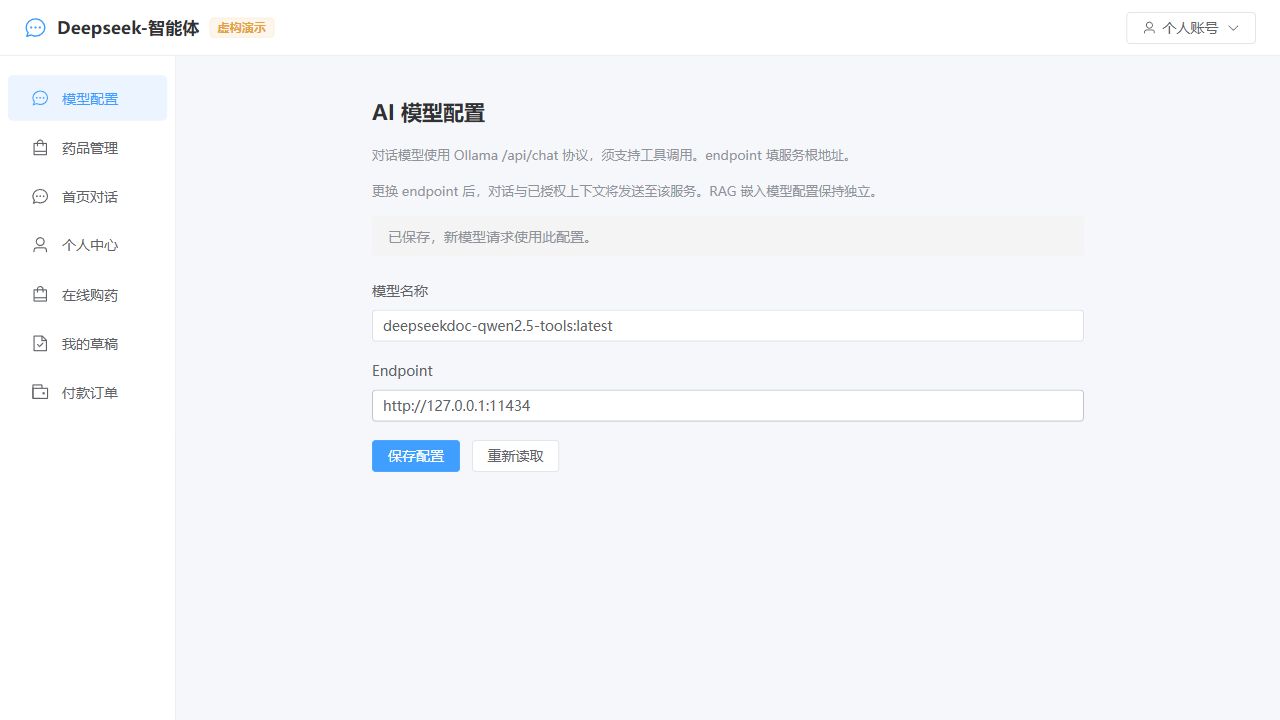 Deepseek-智能体
虚构演示
个人账号
模型配置
药品管理
首页对话
个人中心
在线购药
我的草稿
付款订单
AI 模型配置
对话模型使用 Ollama /api/chat 协议，须支持工具调用。endpoint 填服务根地址。
更换 endpoint 后，对话与已授权上下文将发送至该服务。RAG 嵌入模型配置保持独立。
已保存，新模型请求使用此配置。
模型名称
deepseekdoc-qwen2.5-tools:latest
Endpoint
http://127.0.0.1:11434
保存配置
重新读取